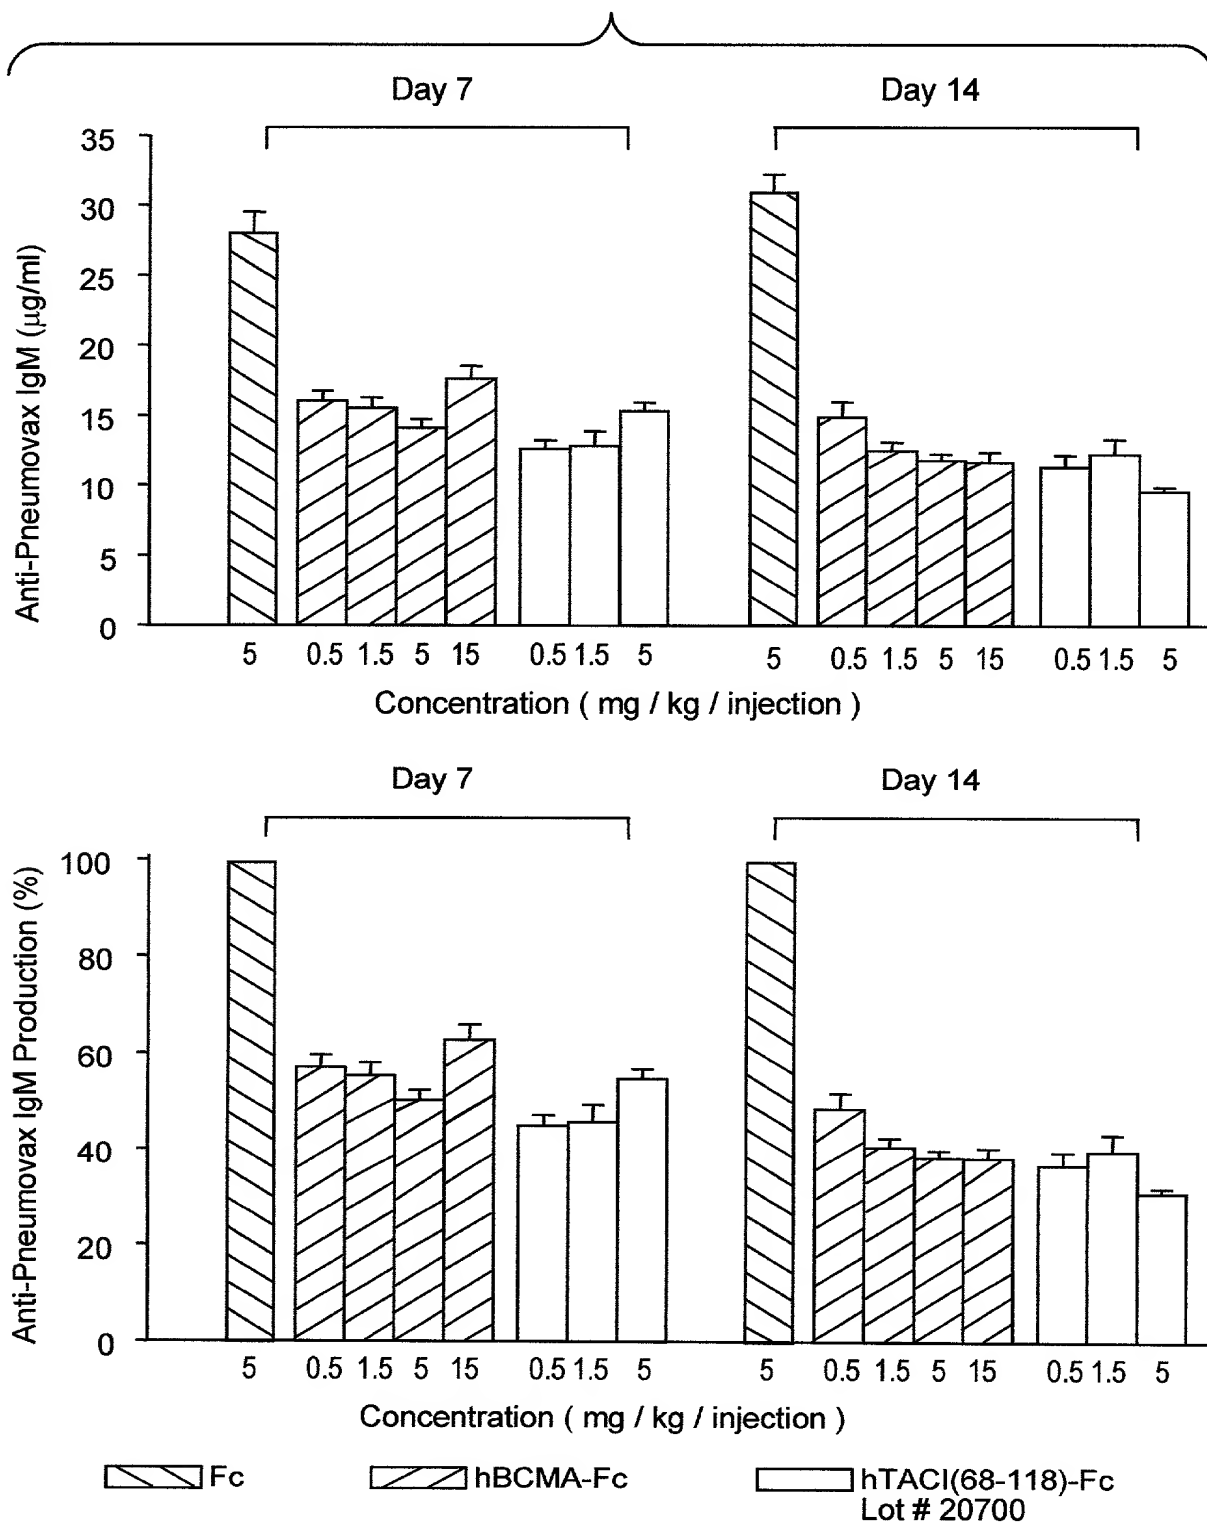 Day 7
Day 14
35
30
25
20
15
10
5
0
Anti-Pneumovax IgM (µg/ml)
5 0.5 1.5 5 15 0.5 1.5 5 5 0.5 1.5 5 15 0.5 1.5 5
Concentration ( mg / kg / injection )
Day 7
Day 14
100
80
60
40
20
0
Anti-Pneumovax IgM Production (%)
5 0.5 1.5 5 15 0.5 1.5 5 5 0.5 1.5 5 15 0.5 1.5 5
Concentration ( mg / kg / injection )
Fc
hBCMA-Fc
hTACI(68-118)-Fc
Lot # 20700